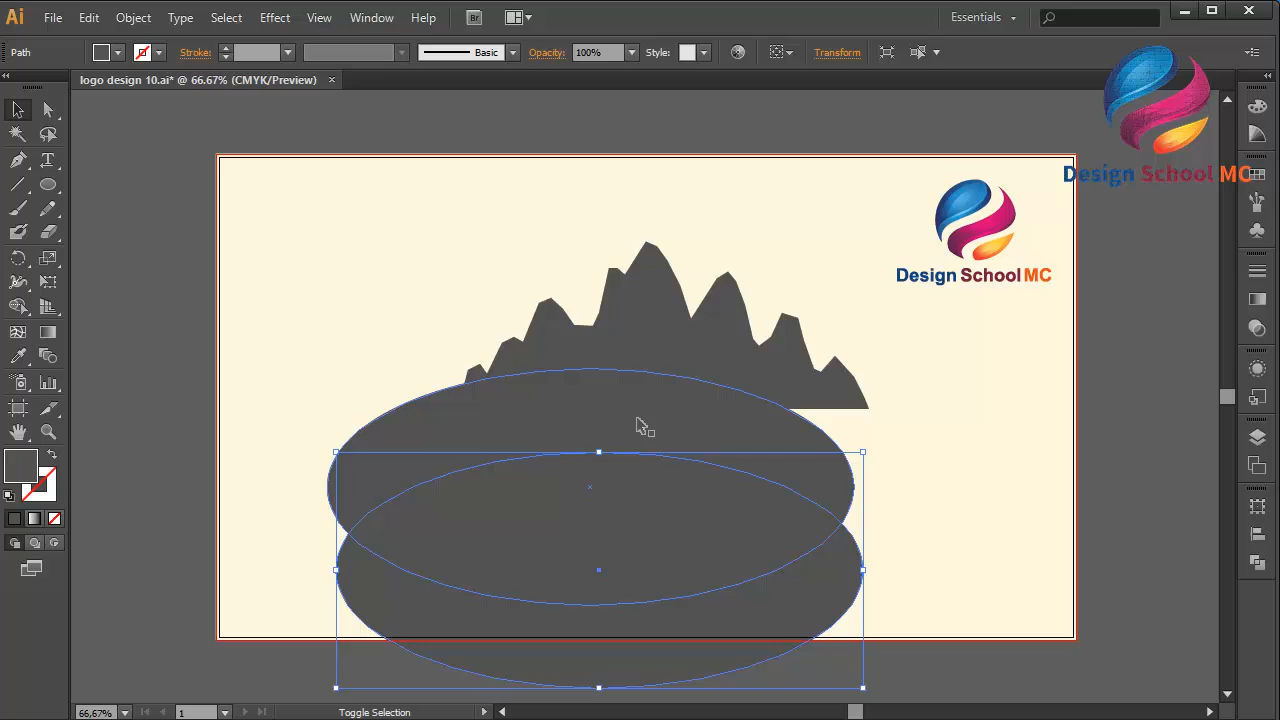 Ai File Edit Object Type Select Effect View Window Help Br Essentials
Path Stroke: Basic Opacity: 100% Style: Transform
logo design 10.ai* @ 66.67% (CMYK/Preview) ×
Design School MC
Design School MC
66,67% 1 Toggle Selection